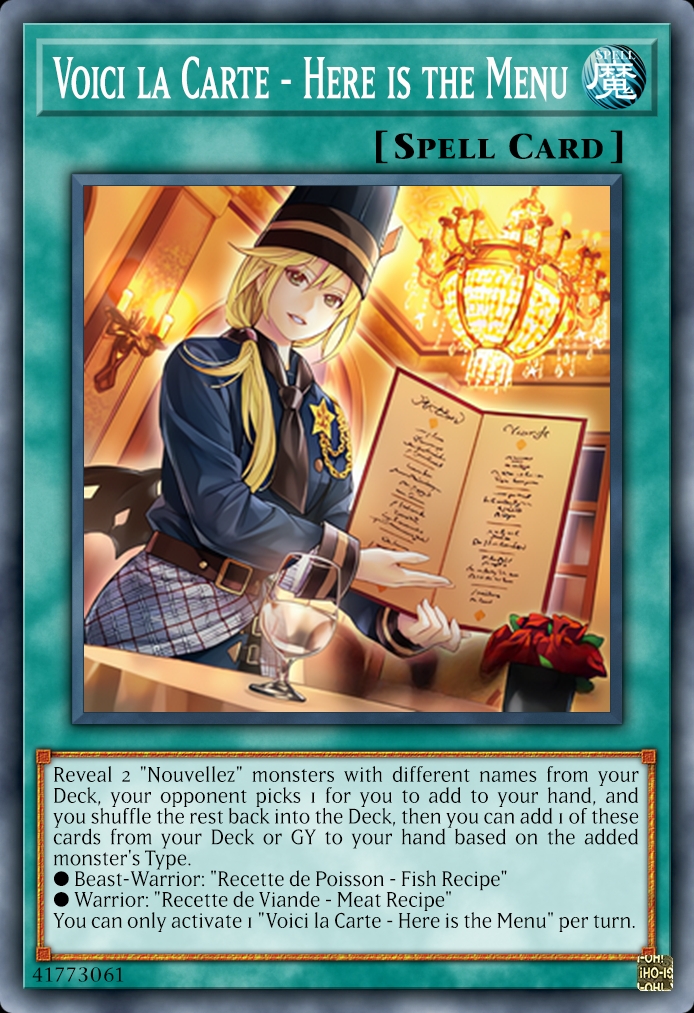 Voici la Carte - Here is the Menu
SPELL
魔
[Spell Card]
Viande
Reveal 2 "Nouvellez" monsters with different names from your
Deck, your opponent picks 1 for you to add to your hand, and
you shuffle the rest back into the Deck, then you can add 1 of these
cards from your Deck or GY to your hand based on the added
monster's Type.
● Beast-Warrior: "Recette de Poisson - Fish Recipe"
● Warrior: "Recette de Viande - Meat Recipe"
You can only activate 1 "Voici la Carte - Here is the Menu" per turn.
41773061